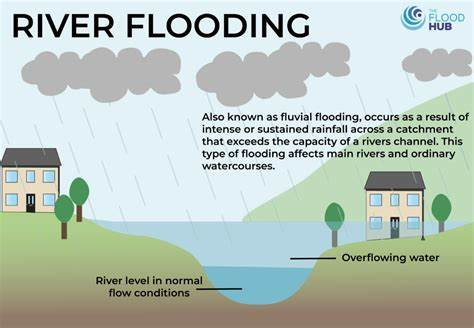 RIVER FLOODING
THE
FLOOD
HUB
Also known as fluvial flooding, occurs as a result of
intense or sustained rainfall across a catchment
that exceeds the capacity of a rivers channel. This
type of flooding affects main rivers and ordinary
watercourses.
Overflowing water
River level in normal
flow conditions